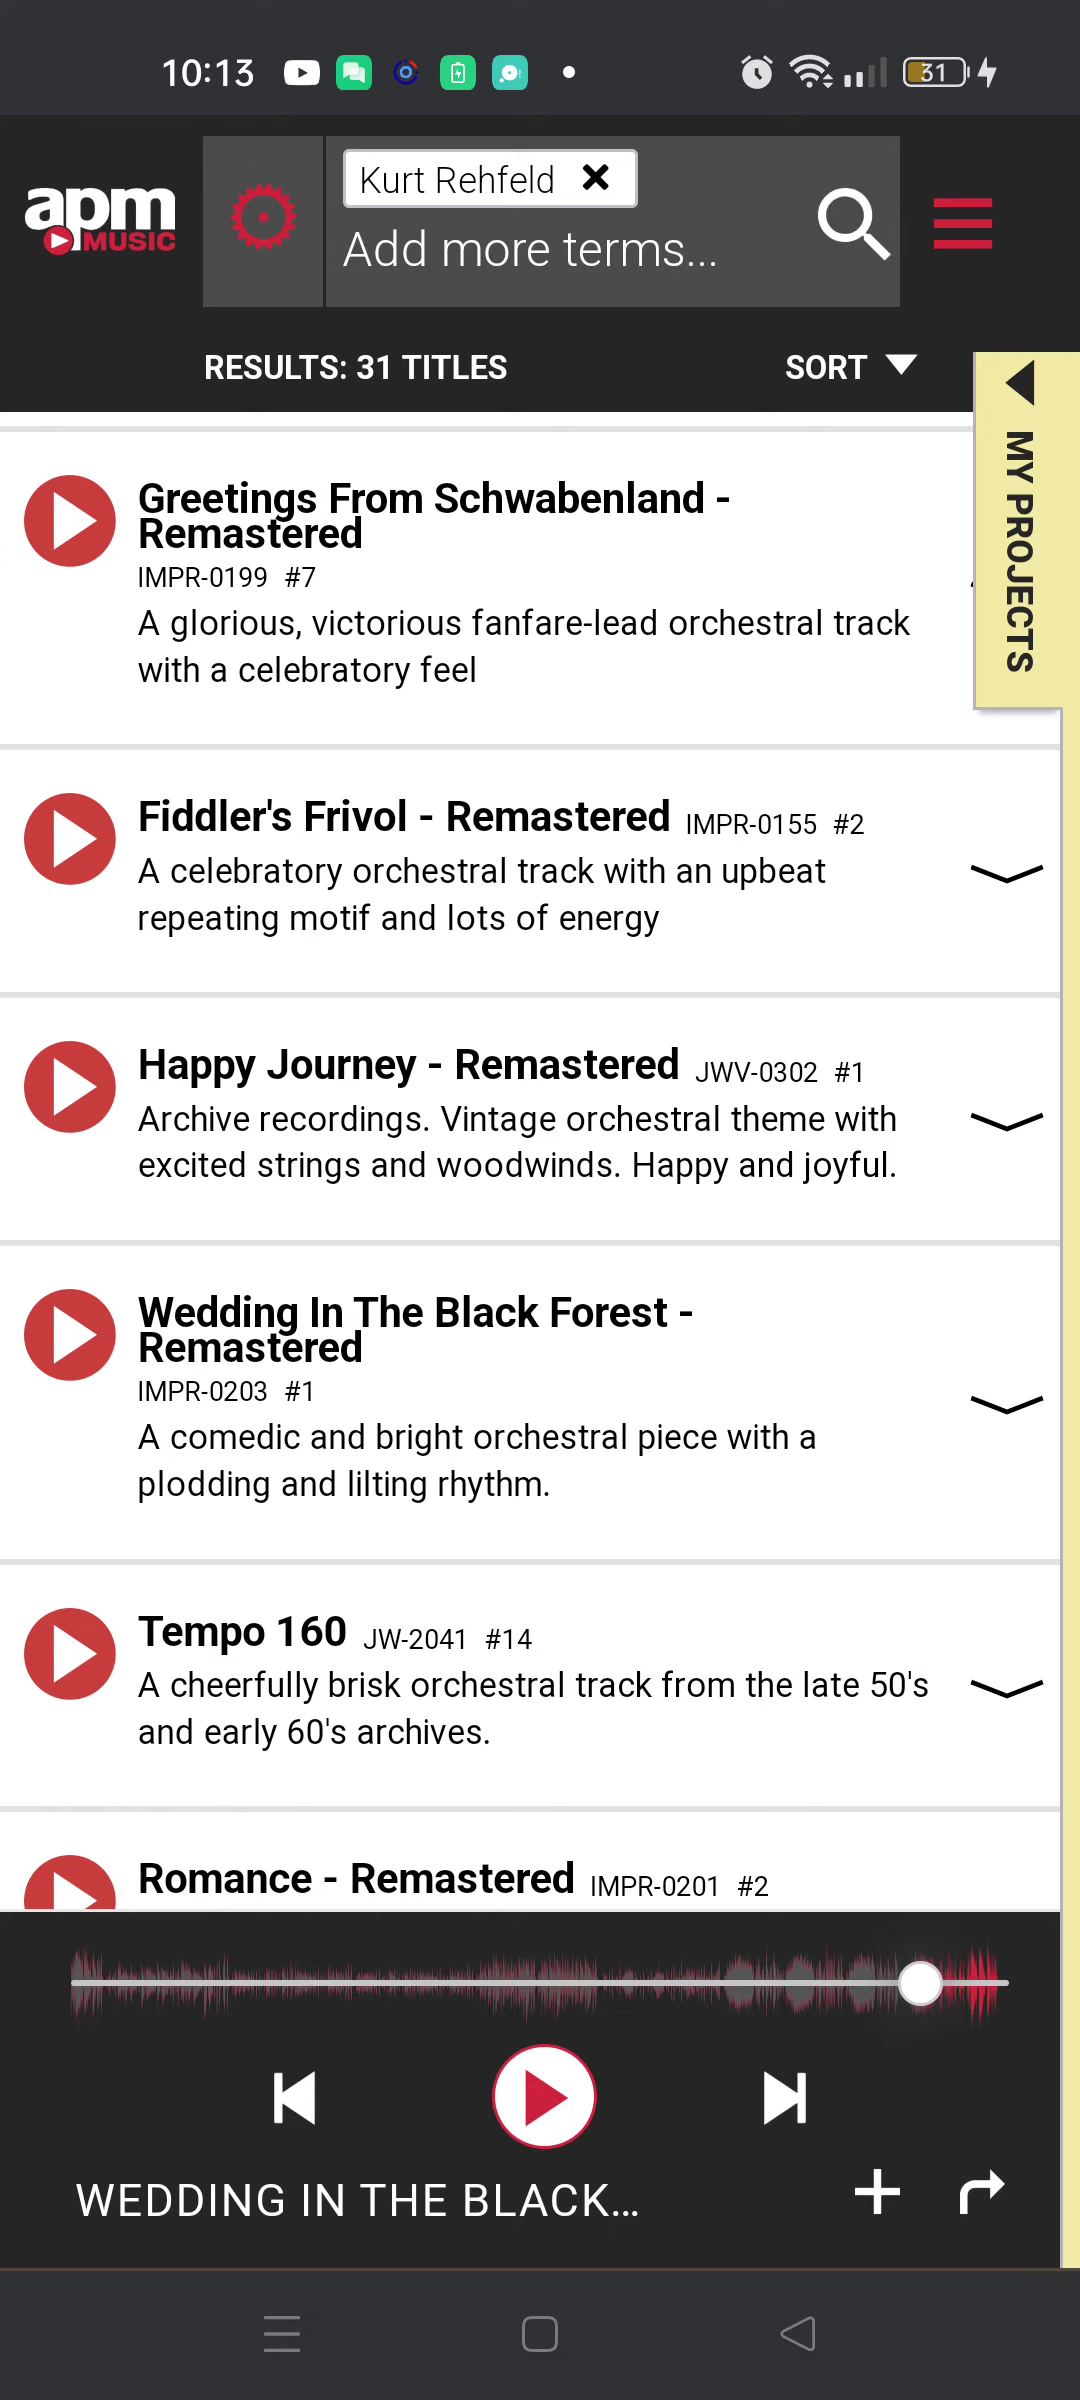 10:13
31
apm
MUSIC
Kurt Rehfeld
Add more terms...
RESULTS: 31 TITLES
SORT
MY PROJECTS
Greetings From Schwabenland -
Remastered
IMPR-0199 #7
A glorious, victorious fanfare-lead orchestral track
with a celebratory feel
Fiddler's Frivol - Remastered IMPR-0155 #2
A celebratory orchestral track with an upbeat
repeating motif and lots of energy
Happy Journey - Remastered JWV-0302 #1
Archive recordings. Vintage orchestral theme with
excited strings and woodwinds. Happy and joyful.
Wedding In The Black Forest -
Remastered
IMPR-0203 #1
A comedic and bright orchestral piece with a
plodding and lilting rhythm.
Tempo 160 JW-2041 #14
A cheerfully brisk orchestral track from the late 50's
and early 60's archives.
Romance - Remastered IMPR-0201 #2
WEDDING IN THE BLACK...